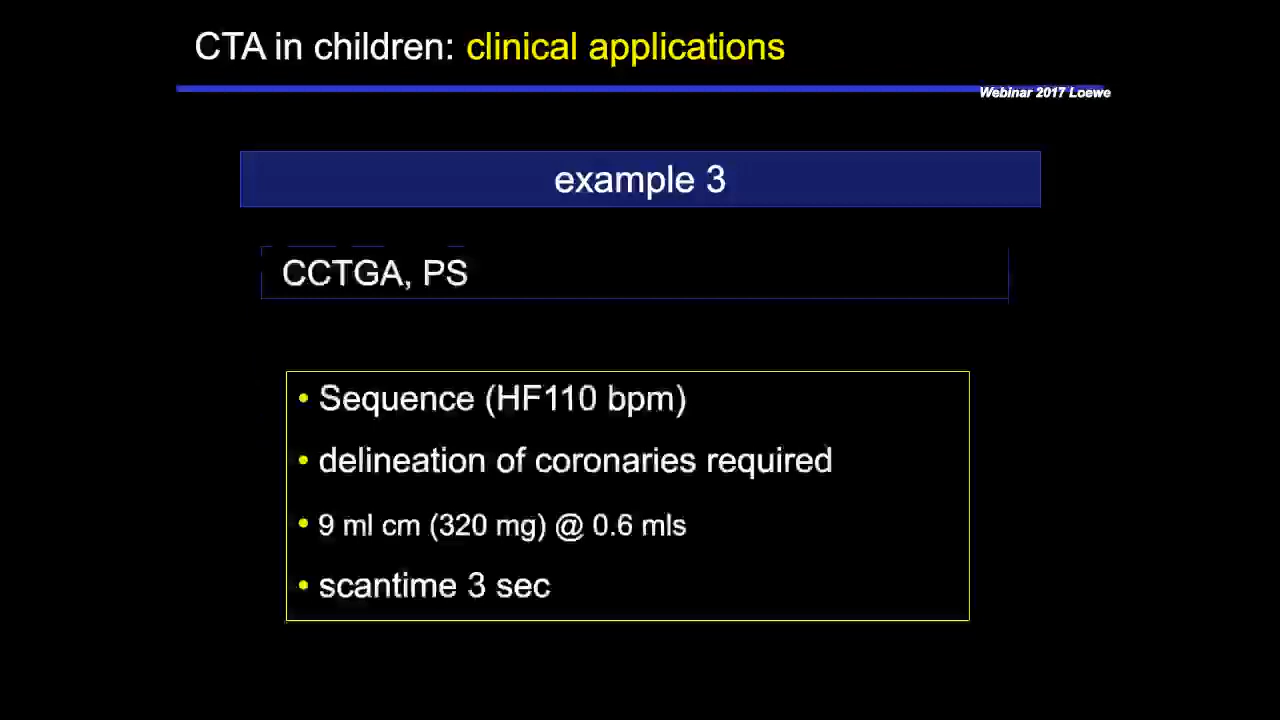 CTA in children: clinical applications
Webinar 2017 Loewe
example 3
CCTGA, PS
• Sequence (HF110 bpm)
• delineation of coronaries required
• 9 ml cm (320 mg) @ 0.6 mls
• scantime 3 sec